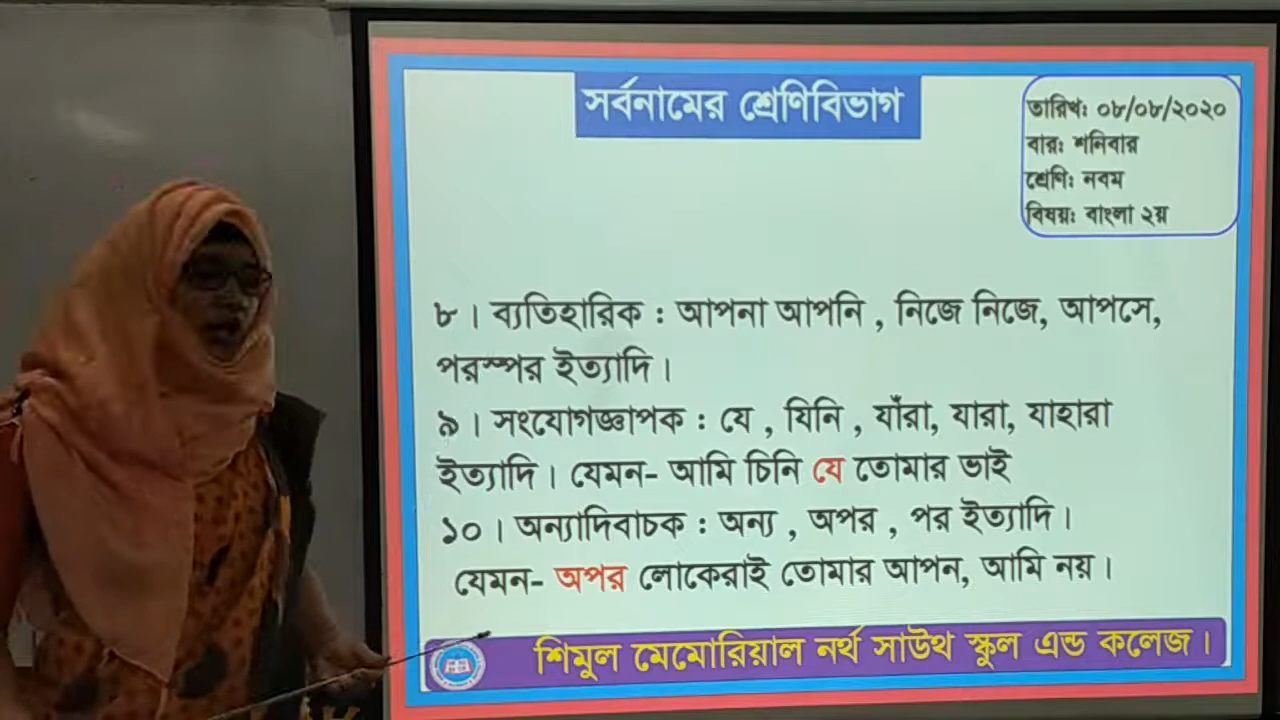 সর্বনামের শ্রেণিবিভাগ
তারিখ: ০৮/০৮/২০২০
বার: শনিবার
শ্রেণি: নবম
বিষয়: বাংলা ২য়
৮। ব্যতিহারিক : আপনা আপনি , নিজে নিজে, আপসে,
পরস্পর ইত্যাদি।
৯। সংযোগজ্ঞাপক : যে , যিনি , যাঁরা, যারা, যাহারা
ইত্যাদি। যেমন- আমি চিনি যে তোমার ভাই
১০। অন্যাদিবাচক : অন্য , অপর , পর ইত্যাদি।
যেমন- অপর লোকেরাই তোমার আপন, আমি নয়।
শিমুল মেমোরিয়াল নর্থ সাউথ স্কুল এন্ড কলেজ।